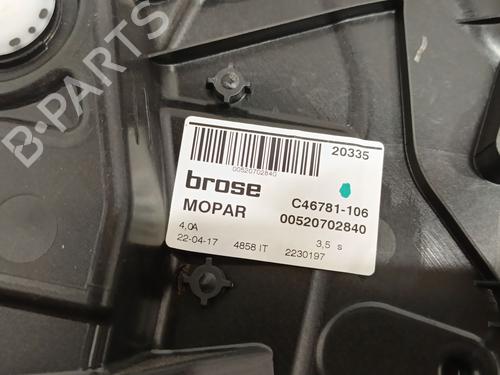 20335
00520702840
brose
C46781-106
MOPAR
00520702840
4,0A
3,5 s
22-04-17
4858 IT
2230197
B-PARTS